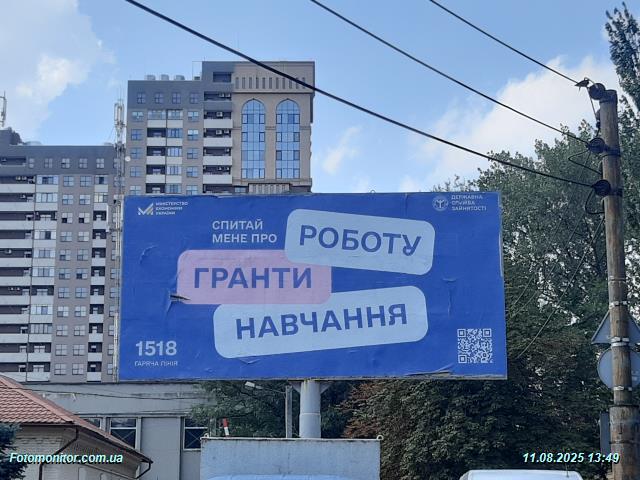 МІНІСТЕРСТВО
ЕКОНОМІКИ
УКРАЇНИ
ДЕРЖАВНА
СЛУЖБА
ЗАЙНЯТОСТІ
СПИТАЙ
МЕНЕ ПРО
РОБОТУ
ГРАНТИ
НАВЧАННЯ
1518
ГАРЯЧА ЛІНІЯ
Fotomonitor.com.ua
11.08.2025 13:49